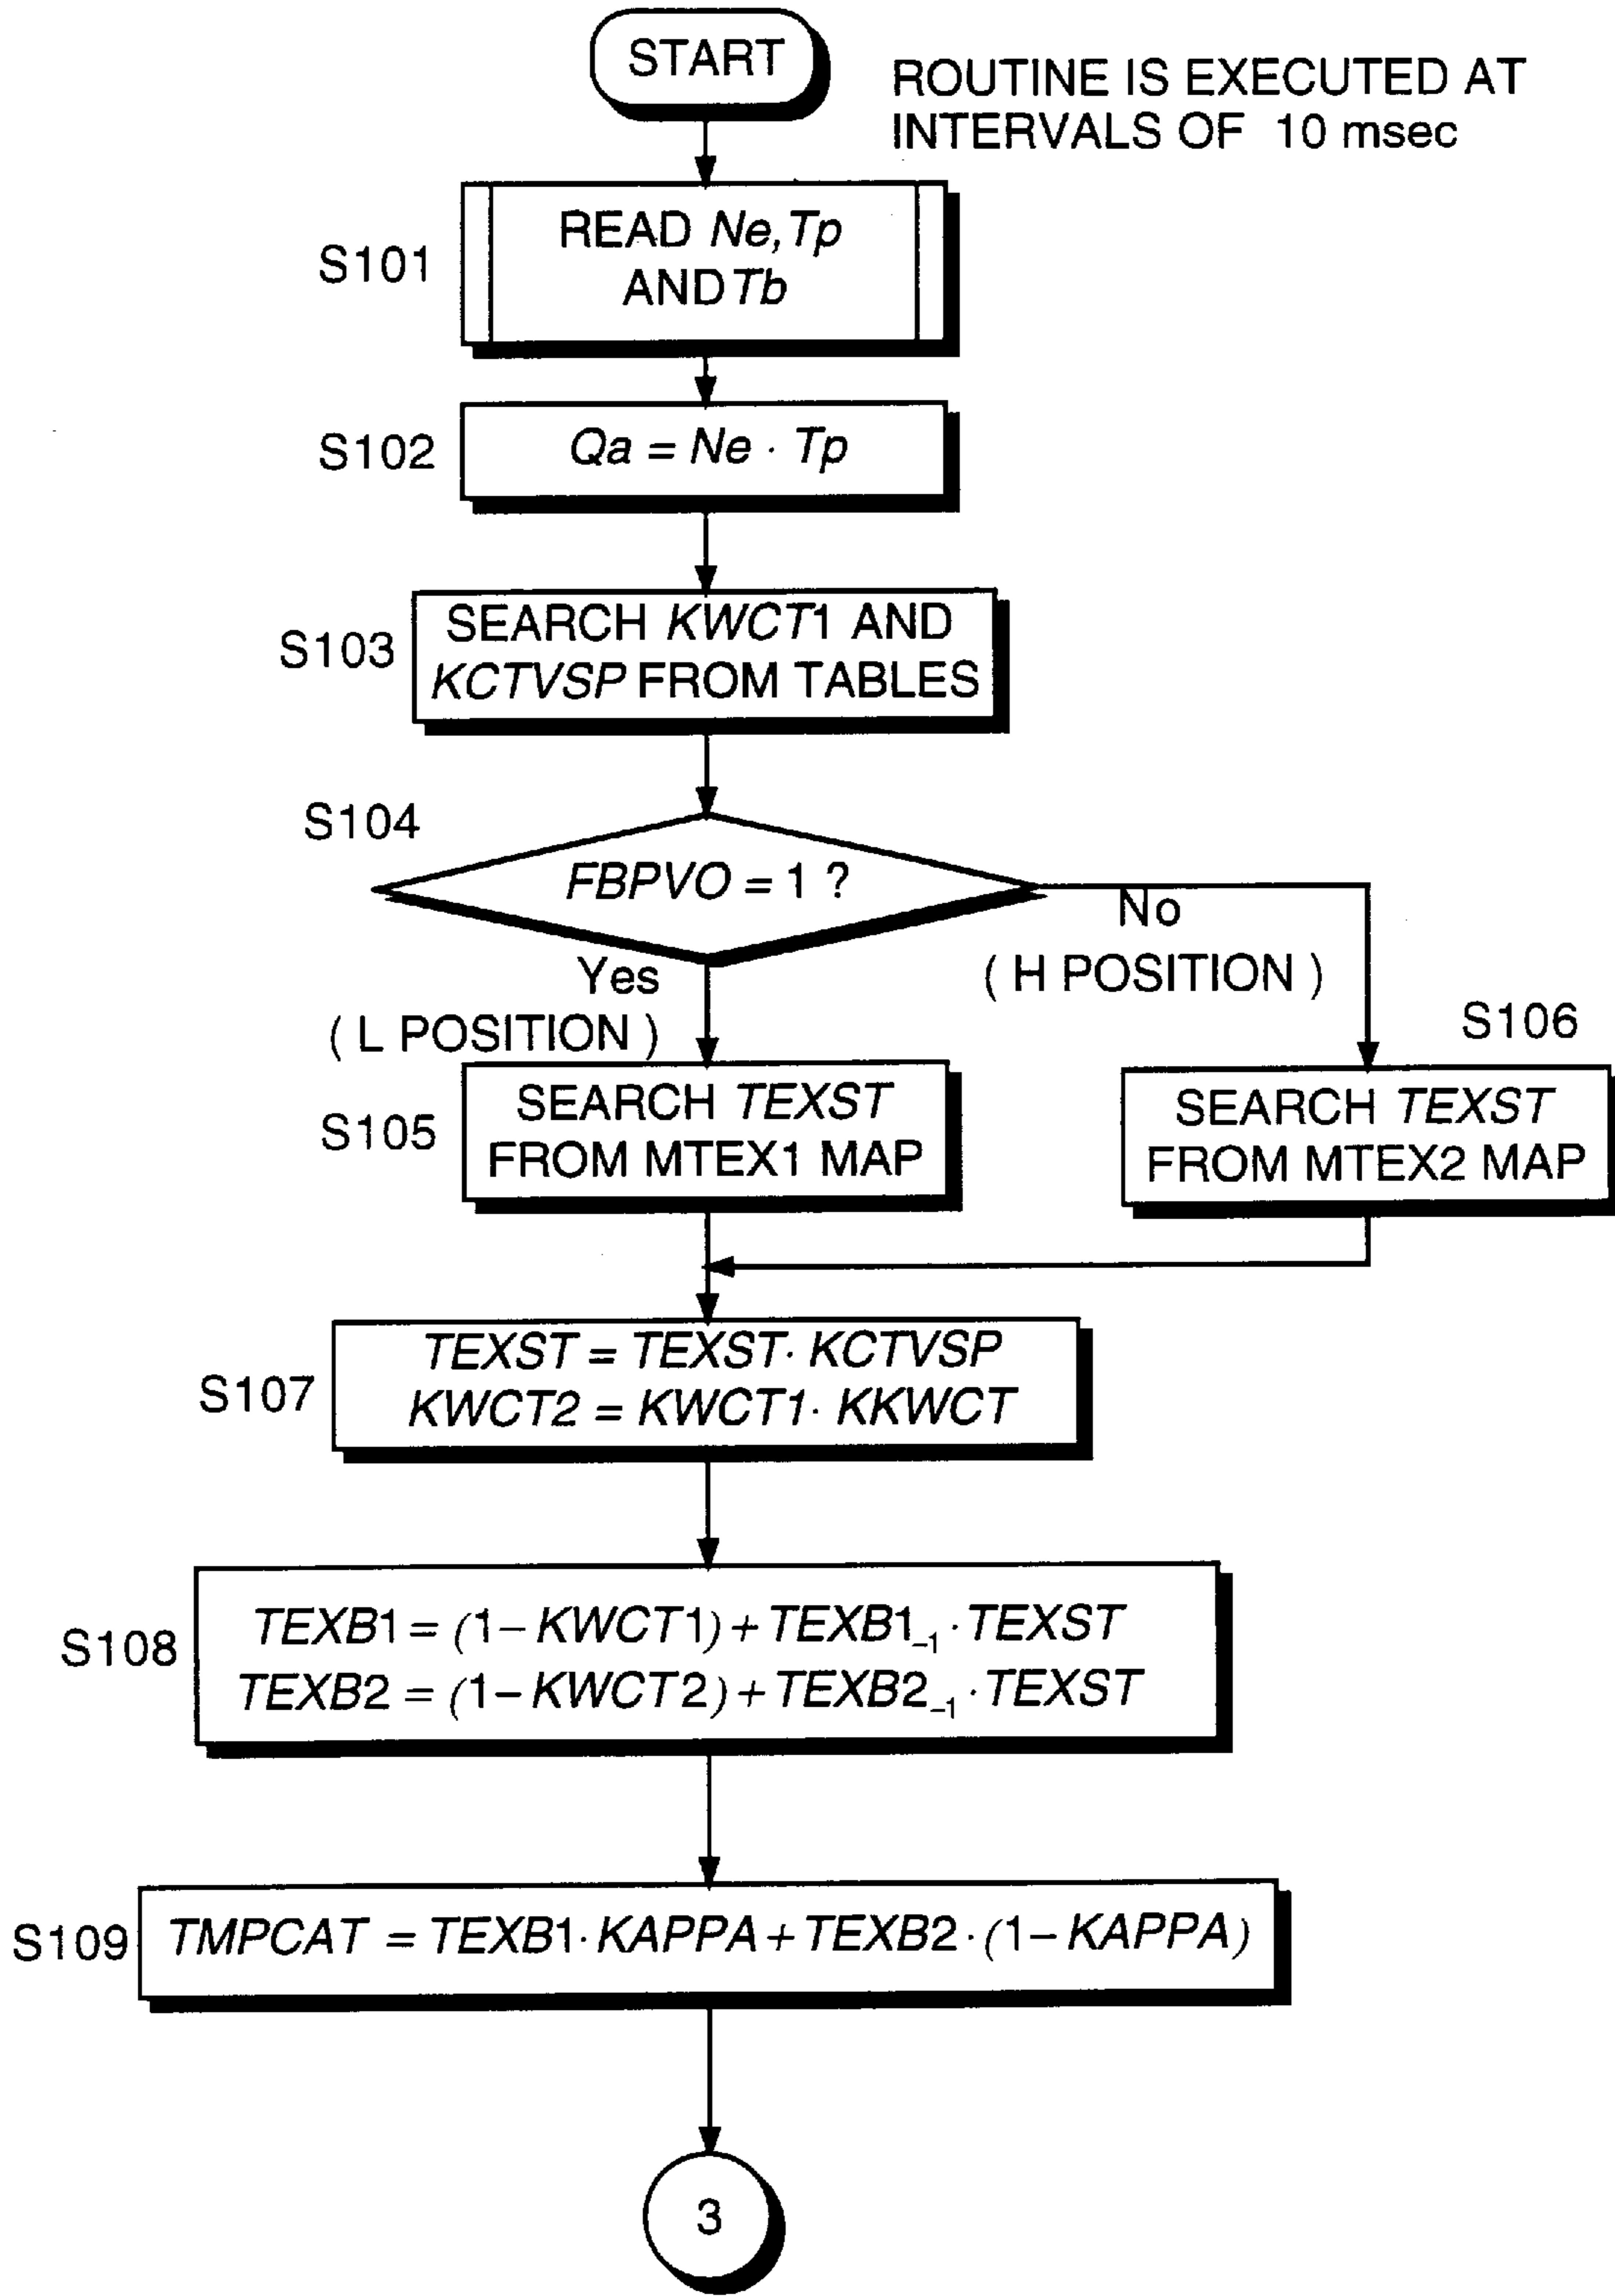 START
ROUTINE IS EXECUTED AT
INTERVALS OF 10 msec
S101
READ Ne, Tp
AND Tb
S102
Qa = Ne · Tp
S103
SEARCH KWCT1 AND
KCTVSP FROM TABLES
S104
FBPVO = 1 ?
No
( H POSITION )
Yes
( L POSITION )
S105
SEARCH TEXST
FROM MTEX1 MAP
S106
SEARCH TEXST
FROM MTEX2 MAP
S107
TEXST = TEXST · KCTVSP
KWCT2 = KWCT1 · KKWCT
S108
TEXB1 = (1 – KWCT1) + TEXB1₋₁ · TEXST
TEXB2 = (1 – KWCT2) + TEXB2₋₁ · TEXST
S109
TMPCAT = TEXB1 · KAPPA + TEXB2 · (1 – KAPPA)
3